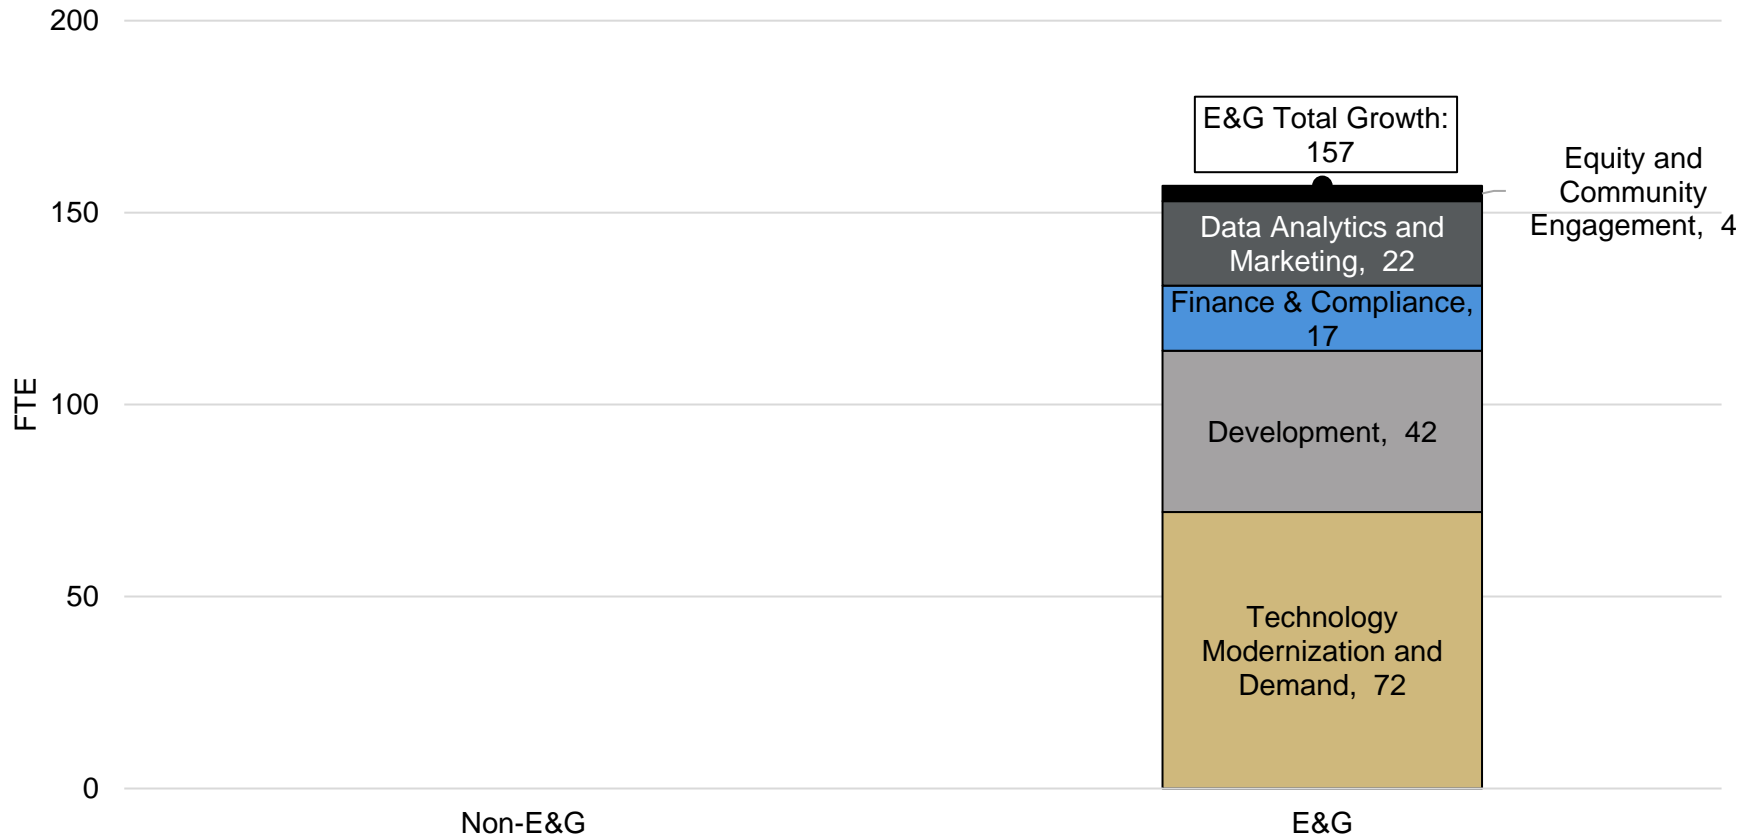 200
150
100
50
0
FTE
E&G Total Growth:
157
Equity and
Community
Engagement,  4
Data Analytics and
Marketing,  22
Finance & Compliance,
17
Development,  42
Technology
Modernization and
Demand,  72
Non-E&G
E&G